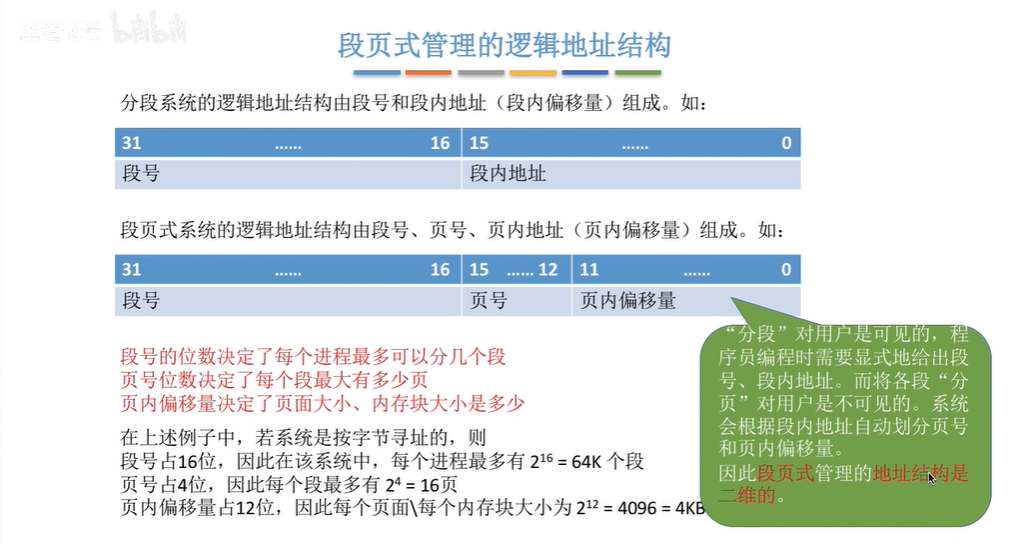 bilibili
段页式管理的逻辑地址结构
分段系统的逻辑地址结构由段号和段内地址（段内偏移量）组成。如：
31 …… 16 15 …… 0
段号 段内地址
段页式系统的逻辑地址结构由段号、页号、页内地址（页内偏移量）组成。如：
31 …… 16 15 …… 12 11 …… 0
段号 页号 页内偏移量
段号的位数决定了每个进程最多可以分几个段
页号位数决定了每个段最大有多少页
页内偏移量决定了页面大小、内存块大小是多少
在上述例子中，若系统是按字节寻址的，则
段号占16位，因此在该系统中，每个进程最多有 2¹⁶ = 64K 个段
页号占4位，因此每个段最多有 2⁴ = 16页
页内偏移量占12位，因此每个页面\每个内存块大小为 2¹² = 4096 = 4KB
“分段”对用户是可见的，程
序员编程时需要显式地给出段
号、段内地址。而将各段“分
页”对用户是不可见的。系统
会根据段内地址自动划分页号
和页内偏移量。
因此段页式管理的地址结构是
二维的。